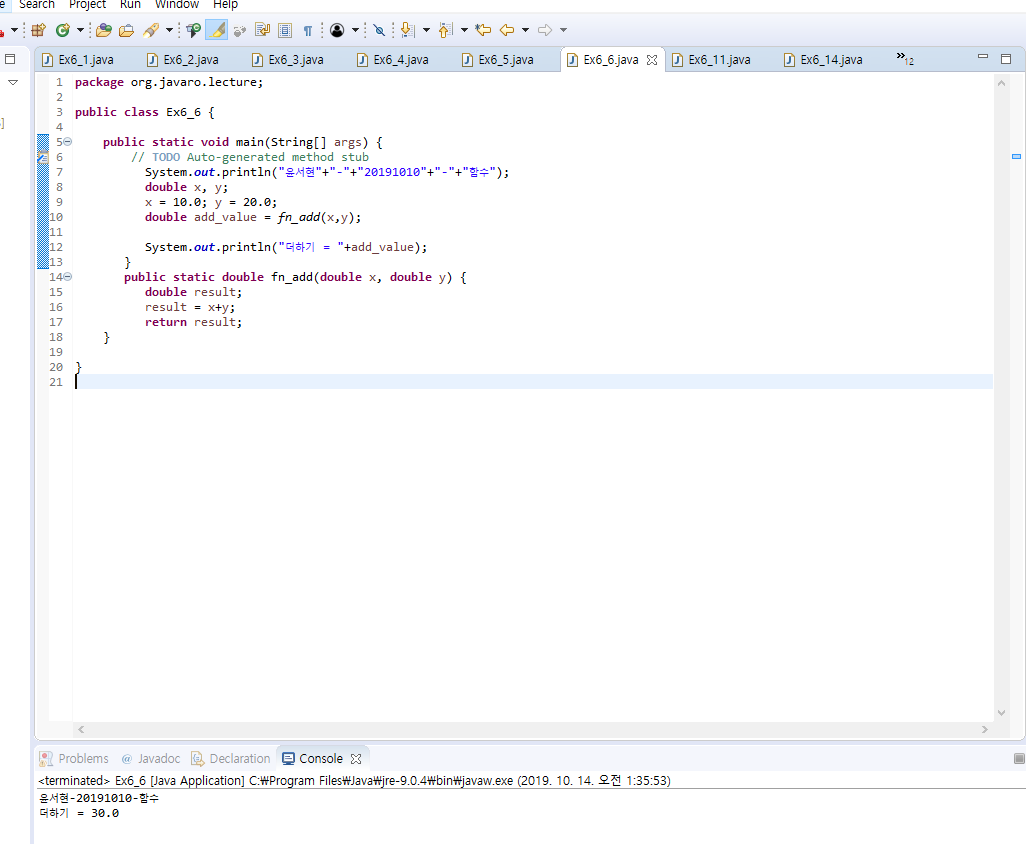 Search Project Run Window Help
Ex6_1.java Ex6_2.java Ex6_3.java Ex6_4.java Ex6_5.java Ex6_6.java Ex6_11.java Ex6_14.java »12
1 package org.javaro.lecture;
2
3 public class Ex6_6 {
4
5 public static void main(String[] args) {
6 // TODO Auto-generated method stub
7 System.out.println("윤서현"+"-"+"20191010"+"-"+"함수");
8 double x, y;
9 x = 10.0; y = 20.0;
10 double add_value = fn_add(x,y);
11
12 System.out.println("더하기 = "+add_value);
13 }
14 public static double fn_add(double x, double y) {
15 double result;
16 result = x+y;
17 return result;
18 }
19
20 }
21
Problems @ Javadoc Declaration Console
<terminated> Ex6_6 [Java Application] C:₩Program Files₩Java₩jre-9.0.4₩bin₩javaw.exe (2019. 10. 14. 오전 1:35:53)
윤서현-20191010-함수
더하기 = 30.0